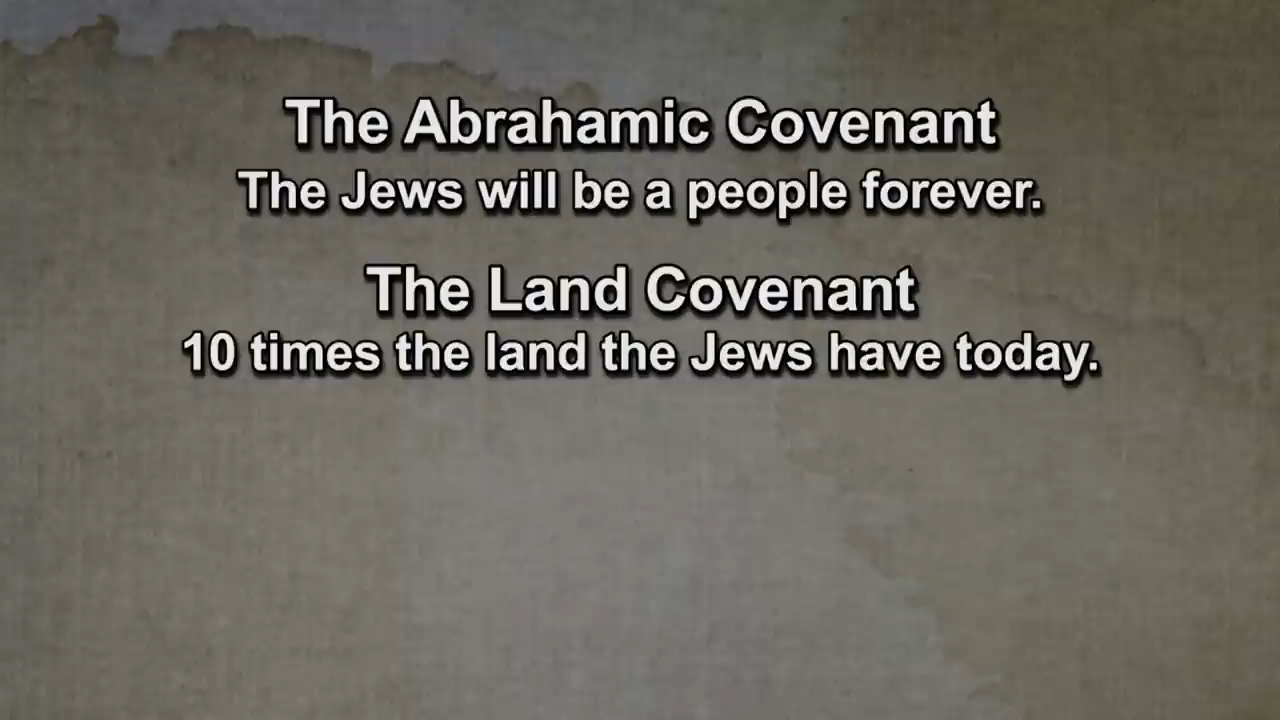 The Abrahamic Covenant
The Jews will be a people forever.
The Land Covenant
10 times the land the Jews have today.